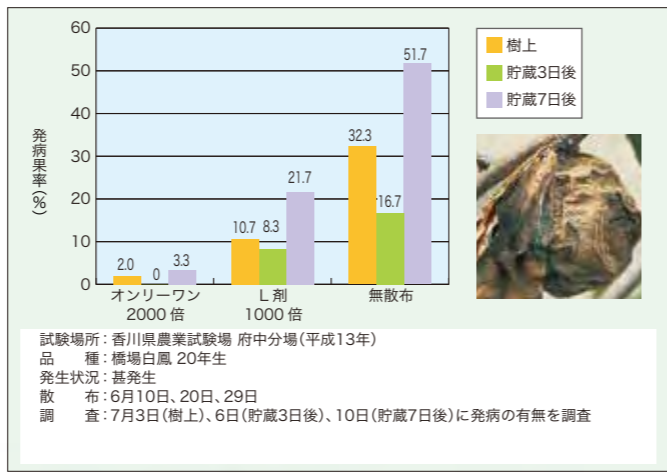 60
50
40
30
20
10
0
発病果率(%)
2.0
0
3.3
10.7
8.3
21.7
32.3
16.7
51.7
オンリーワン
2000倍
L剤
1000倍
無散布
樹上
貯蔵3日後
貯蔵7日後
試験場所：香川県農業試験場 府中分場(平成13年)
品　　種：橋場白鳳 20年生
発生状況：甚発生
散　　布：6月10日、20日、29日
調　　査：7月3日(樹上)、6日(貯蔵3日後)、10日(貯蔵7日後)に発病の有無を調査